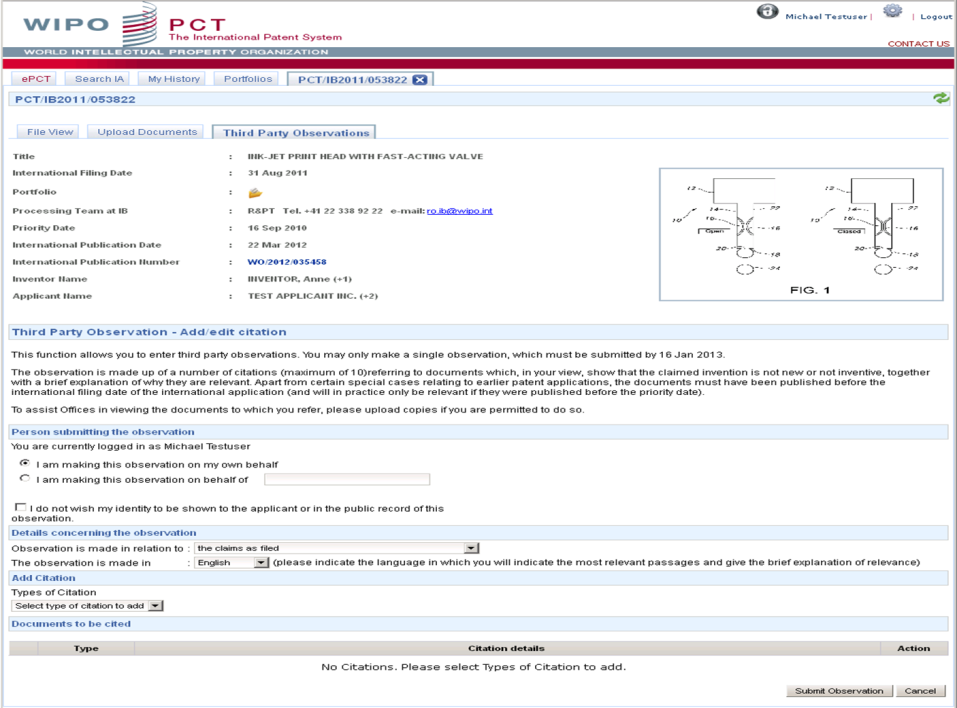 WIPO PCT
The International Patent System
WORLD INTELLECTUAL PROPERTY ORGANIZATION
Michael Testuser | | Logout
CONTACT US
ePCT Search IA My History Portfolios PCT/IB2011/053822
PCT/IB2011/053822
File View Upload Documents Third Party Observations
Title : INK-JET PRINT HEAD WITH FAST-ACTING VALVE
International Filing Date : 31 Aug 2011
Portfolio :
Processing Team at IB : R&PT Tel. +41 22 338 92 22 e-mail: ro.ib@wipo.int
Priority Date : 16 Sep 2010
International Publication Date : 22 Mar 2012
International Publication Number : WO/2012/035458
Inventor Name : INVENTOR, Anne (+1)
Applicant Name : TEST APPLICANT INC. (+2)
12 12
14 22 14 22
10 16 16 10 16 16
Open Closed
20 18 20 18
24 24
FIG. 1
Third Party Observation - Add/edit citation
This function allows you to enter third party observations. You may only make a single observation, which must be submitted by 16 Jan 2013.
The observation is made up of a number of citations (maximum of 10)referring to documents which, in your view, show that the claimed invention is not new or not inventive, together
with a brief explanation of why they are relevant. Apart from certain special cases relating to earlier patent applications, the documents must have been published before the
international filing date of the international application (and will in practice only be relevant if they were published before the priority date).
To assist Offices in viewing the documents to which you refer, please upload copies if you are permitted to do so.
Person submitting the observation
You are currently logged in as Michael Testuser
I am making this observation on my own behalf
I am making this observation on behalf of
I do not wish my identity to be shown to the applicant or in the public record of this
observation.
Details concerning the observation
Observation is made in relation to : the claims as filed
The observation is made in : English (please indicate the language in which you will indicate the most relevant passages and give the brief explanation of relevance)
Add Citation
Types of Citation
Select type of citation to add
Documents to be cited
Type Citation details Action
No Citations. Please select Types of Citation to add.
Submit Observation Cancel